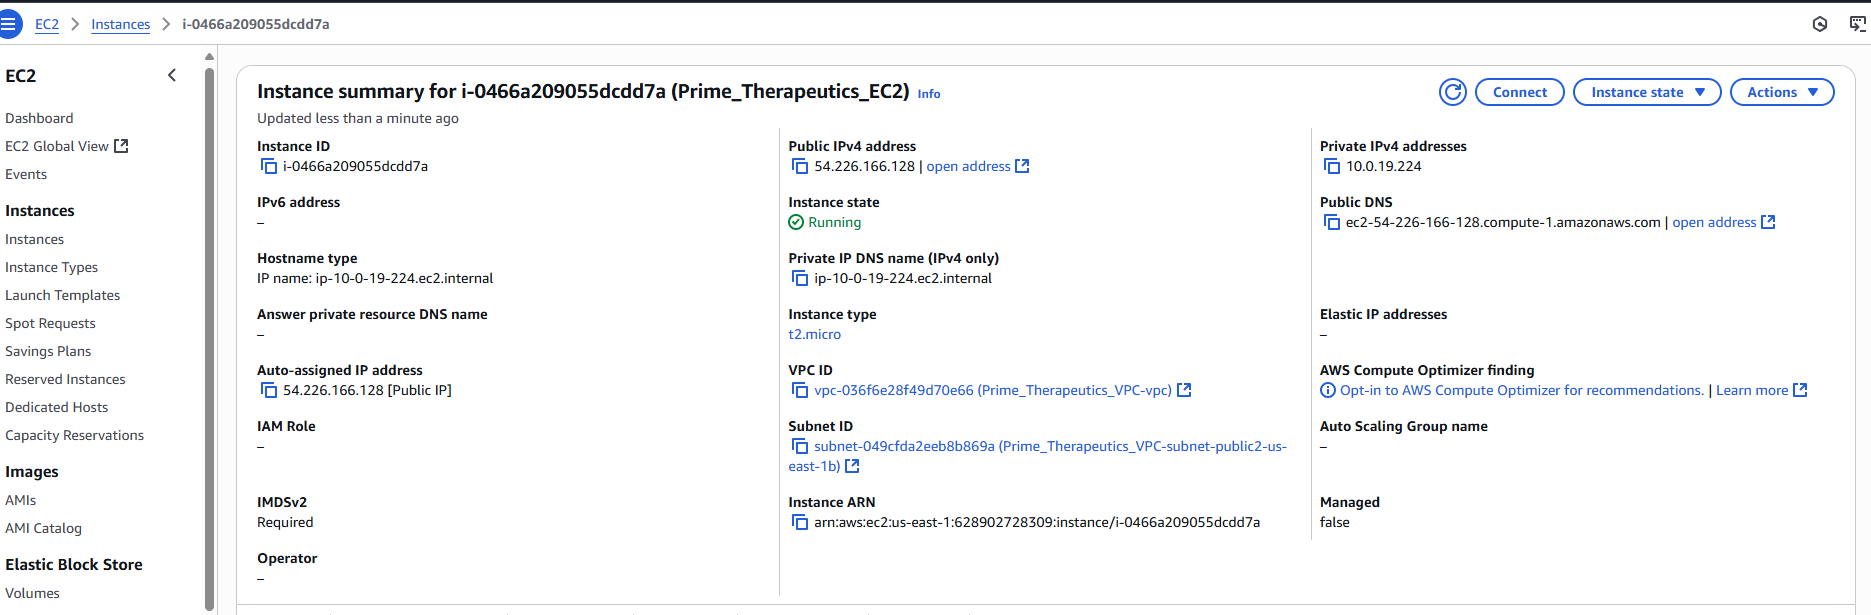 EC2 > Instances > i-0466a209055dcdd7a
EC2
Dashboard
EC2 Global View
Events
Instances
Instances
Instance Types
Launch Templates
Spot Requests
Savings Plans
Reserved Instances
Dedicated Hosts
Capacity Reservations
Images
AMIs
AMI Catalog
Elastic Block Store
Volumes
Instance summary for i-0466a209055dcdd7a (Prime_Therapeutics_EC2) Info
Connect
Instance state
Actions
Updated less than a minute ago
Instance ID
i-0466a209055dcdd7a
Public IPv4 address
54.226.166.128 | open address
Private IPv4 addresses
10.0.19.224
IPv6 address
–
Instance state
Running
Public DNS
ec2-54-226-166-128.compute-1.amazonaws.com | open address
Hostname type
IP name: ip-10-0-19-224.ec2.internal
Private IP DNS name (IPv4 only)
ip-10-0-19-224.ec2.internal
Answer private resource DNS name
–
Instance type
t2.micro
Elastic IP addresses
–
Auto-assigned IP address
54.226.166.128 [Public IP]
VPC ID
vpc-036f6e28f49d70e66 (Prime_Therapeutics_VPC-vpc)
AWS Compute Optimizer finding
Opt-in to AWS Compute Optimizer for recommendations. | Learn more
IAM Role
–
Subnet ID
subnet-049cfda2eeb8b869a (Prime_Therapeutics_VPC-subnet-public2-us-
east-1b)
Auto Scaling Group name
–
IMDSv2
Required
Instance ARN
arn:aws:ec2:us-east-1:628902728309:instance/i-0466a209055dcdd7a
Managed
false
Operator
–